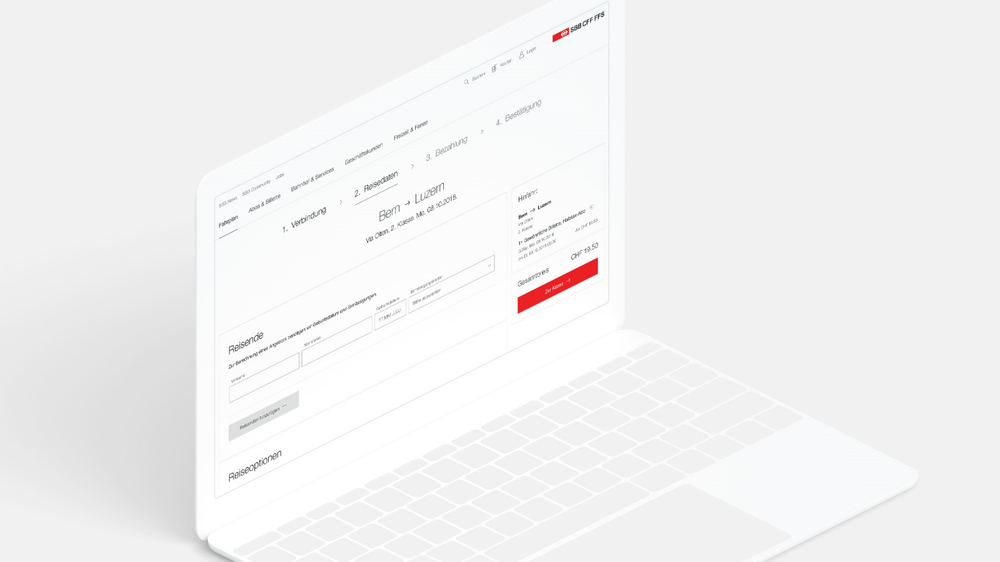 SBB CFF FFS
SBB News SBB Community Jobs
Suchen Kaufen Login
Fahrplan Abos & Billette Bahnhof & Services Geschäftskunden Freizeit & Ferien
1. Verbindung 2. Reisedaten 3. Bezahlung 4. Bestätigung
Bern → Luzern
Via Olten. 2. Klasse. Mo. 08.10.2018.
Reisende
Zur Berechnung eines Angebots benötigen wir Geburtsdatum und Ermässigungen.
Vorname
Nachname
Geburtsdatum
TT.MM.JJJJ
Ermässigungskarten
Bitte auswählen
Reisender hinzufügen
Reiseoptionen
Hinfahrt
Bern → Luzern
Via Olten
2. Klasse
1× Gewöhnliche Billette, Halbtax-Abo
Gültig: Mo. 08.10.2018
bis Di. 09.10.2018 05:00
Gesamtpreis CHF 19.50
Zur Kasse →